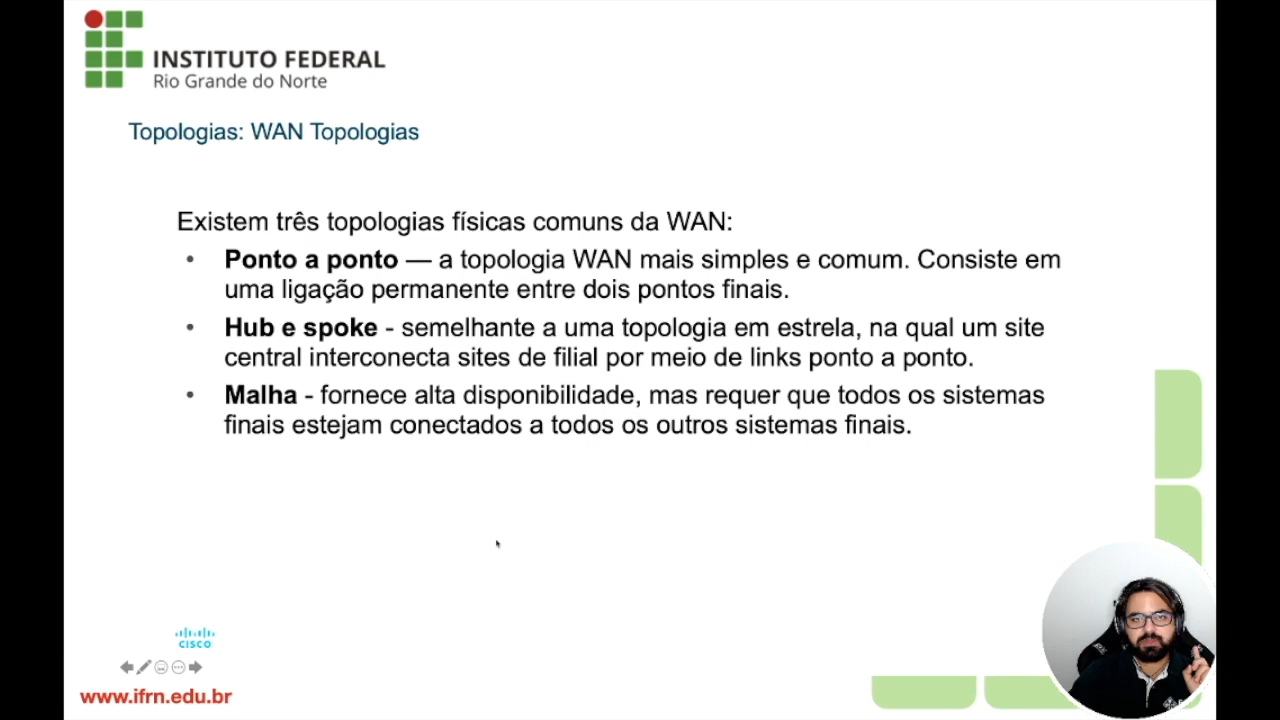 INSTITUTO FEDERAL
Rio Grande do Norte
Topologias: WAN Topologias
Existem três topologias físicas comuns da WAN:
• Ponto a ponto — a topologia WAN mais simples e comum. Consiste em
uma ligação permanente entre dois pontos finais.
• Hub e spoke - semelhante a uma topologia em estrela, na qual um site
central interconecta sites de filial por meio de links ponto a ponto.
• Malha - fornece alta disponibilidade, mas requer que todos os sistemas
finais estejam conectados a todos os outros sistemas finais.
CISCO
www.ifrn.edu.br